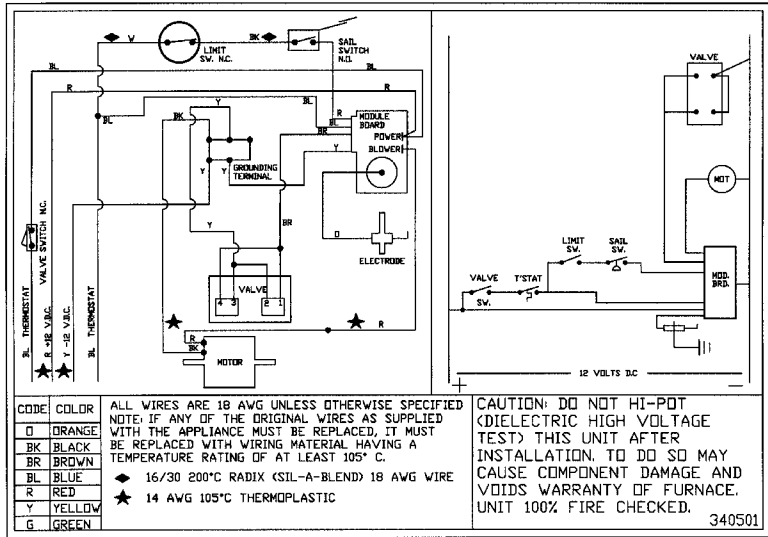 W
LIMIT
SW. N.C.
BK
SAIL
SWITCH
N.O.
BL
BL
R
R
BL
Y
BL
BK
R
BL
BR
MODULE
BOARD
POWER
BLOWER
Y
Y
Y
GROUNDING
TERMINAL
Y
Y
BR
O
ELECTRODE
VALVE SWITCH N.C.
VALVE
4 3 2 1
BL THERMOSTAT
R +12 V.D.C.
Y -12 V.D.C.
BL THERMOSTAT
R
BK
MOTOR
R
VALVE
MOT
LIMIT
SW.
SAIL
SW.
VALVE
SW.
T'STAT
MOD.
BRD.
12 VOLTS D.C
— +
CODE COLOR
O ORANGE
BK BLACK
BR BROWN
BL BLUE
R RED
Y YELLOW
G GREEN
ALL WIRES ARE 18 AWG UNLESS OTHERWISE SPECIFIED
NOTE: IF ANY OF THE ORIGINAL WIRES AS SUPPLIED
WITH THE APPLIANCE MUST BE REPLACED, IT MUST
BE REPLACED WITH WIRING MATERIAL HAVING A
TEMPERATURE RATING OF AT LEAST 105° C.
◆ 16/30 200°C RADIX (SIL-A-BLEND) 18 AWG WIRE
★ 14 AWG 105°C THERMOPLASTIC
CAUTION: DO NOT HI-POT
(DIELECTRIC HIGH VOLTAGE
TEST) THIS UNIT AFTER
INSTALLATION. TO DO SO MAY
CAUSE COMPONENT DAMAGE AND
VOIDS WARRANTY OF FURNACE.
UNIT 100% FIRE CHECKED.
340501